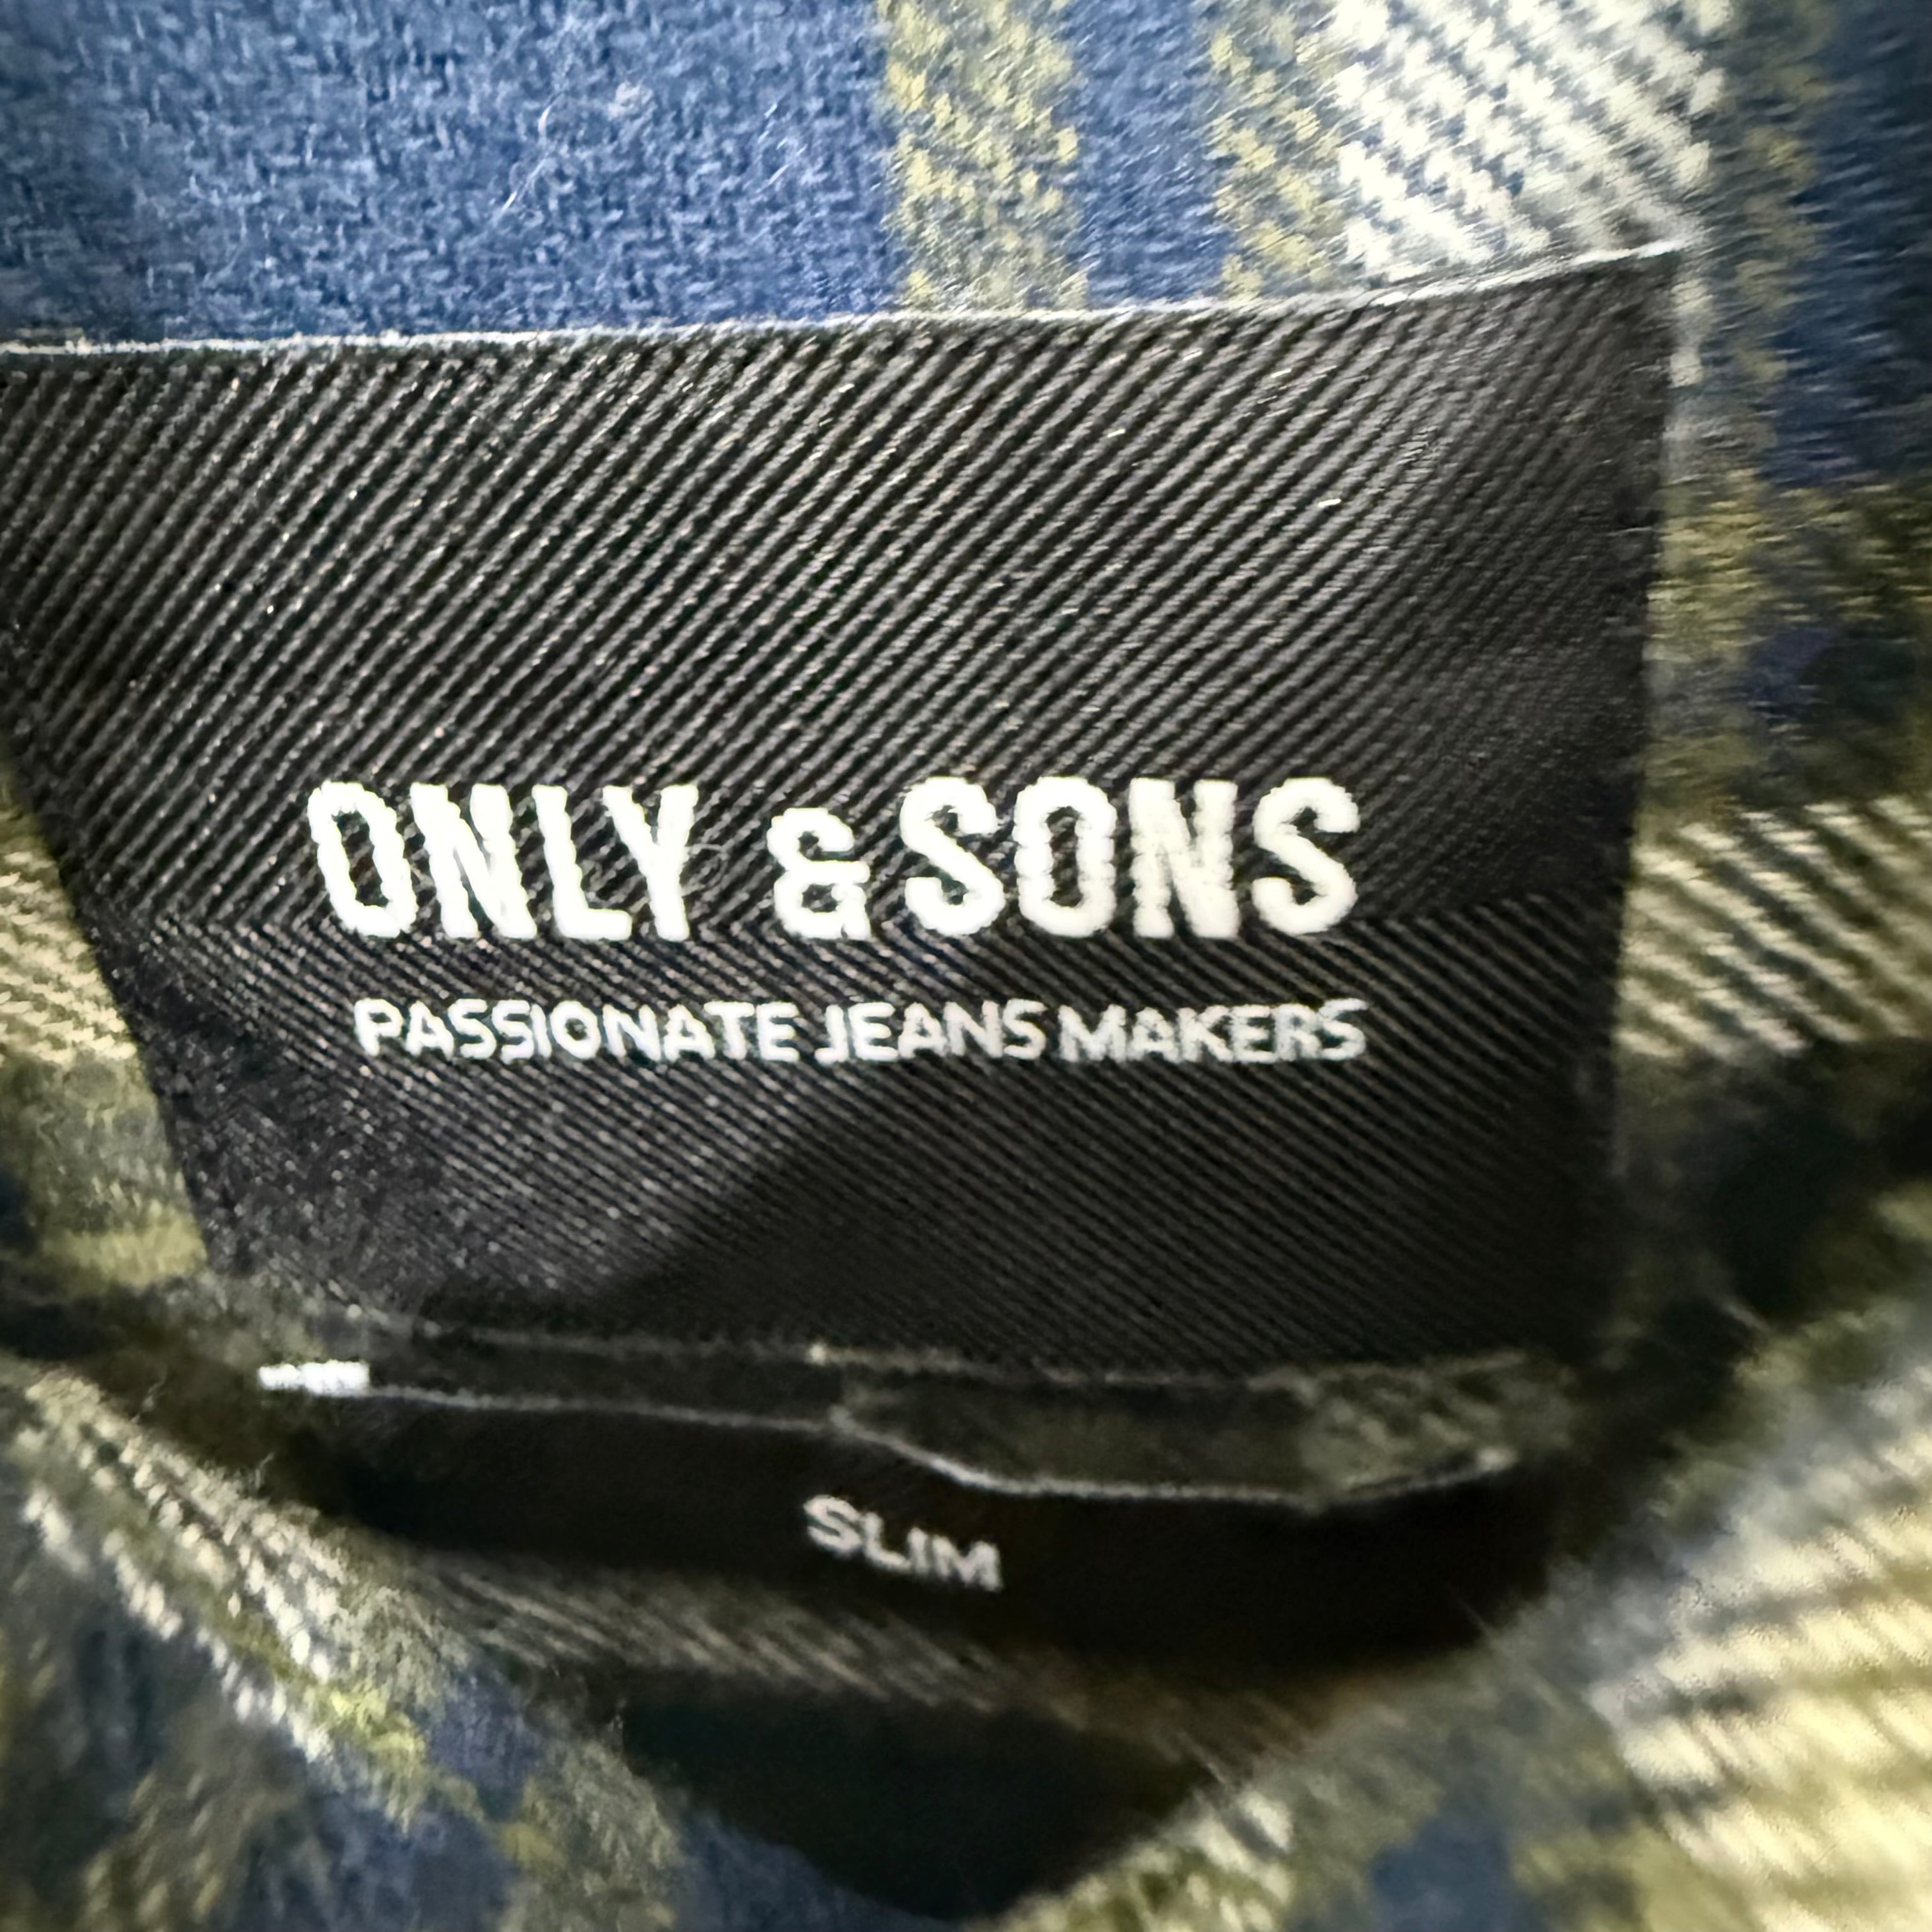 ONLY & SONS
PASSIONATE JEANS MAKERS
SLIM